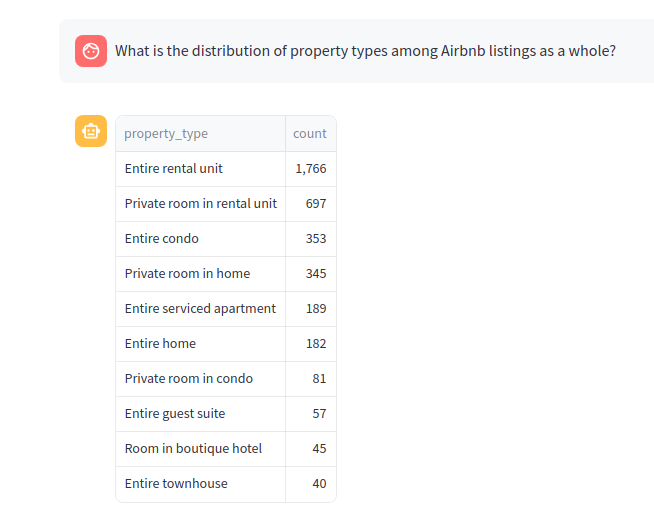 What is the distribution of property types among Airbnb listings as a whole?
property_type count
Entire rental unit 1,766
Private room in rental unit 697
Entire condo 353
Private room in home 345
Entire serviced apartment 189
Entire home 182
Private room in condo 81
Entire guest suite 57
Room in boutique hotel 45
Entire townhouse 40